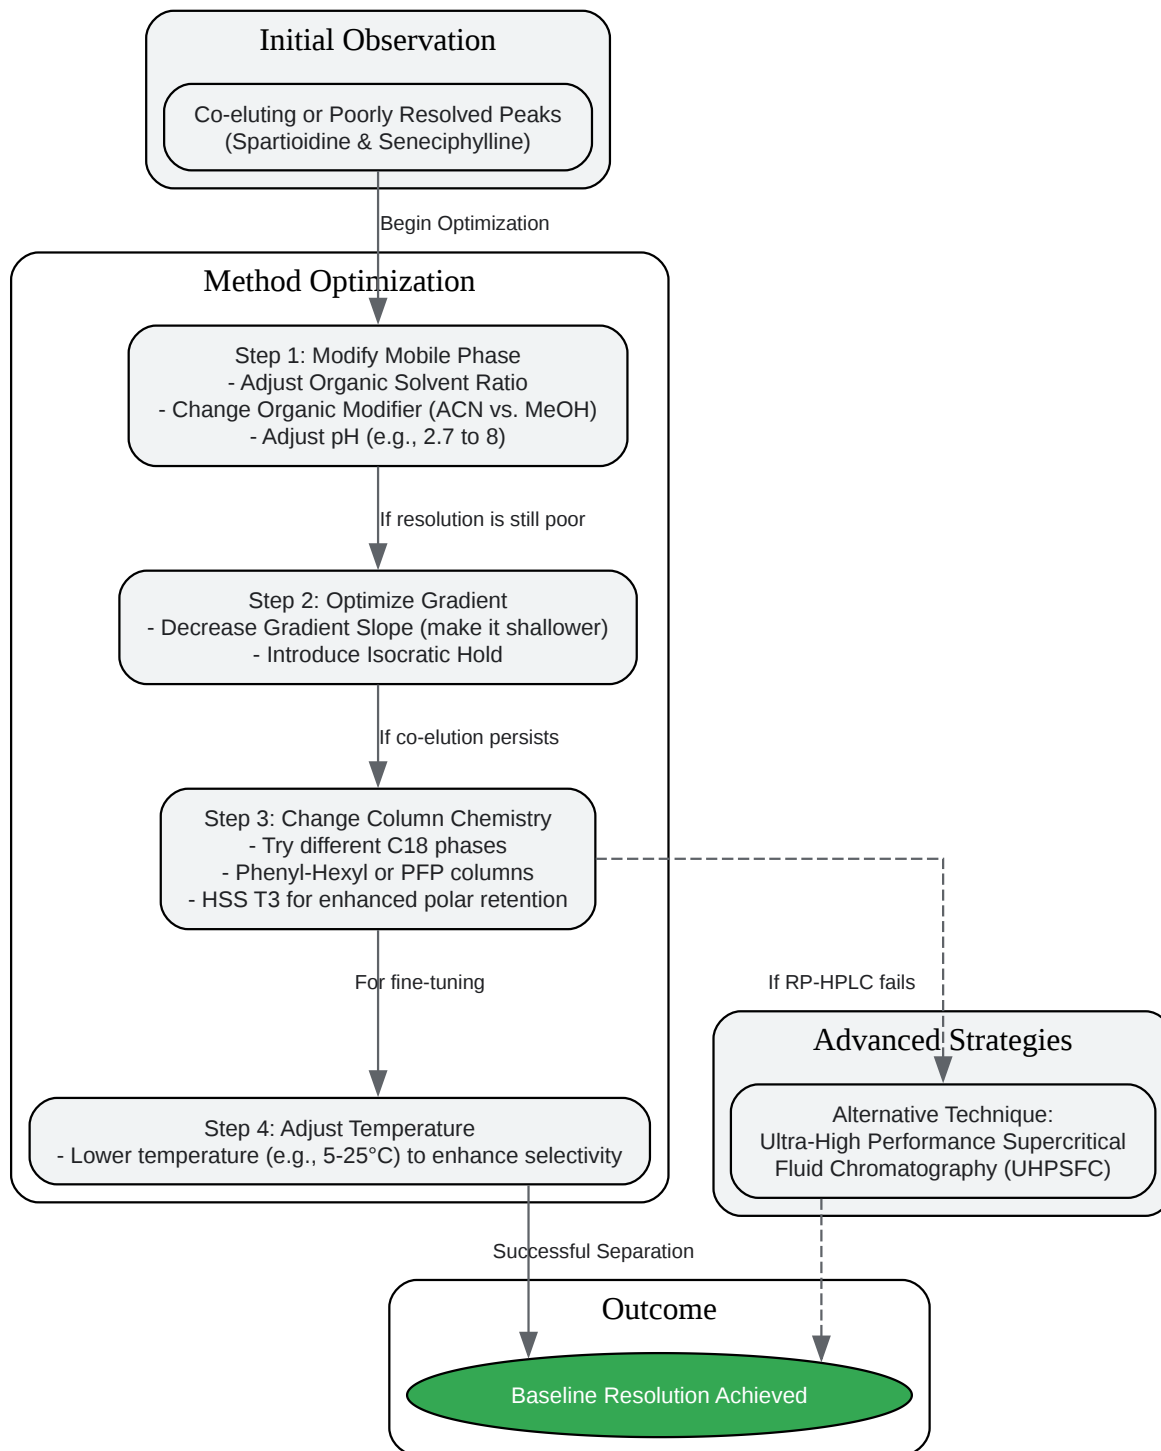 Initial Observation
Co-eluting or Poorly Resolved Peaks
(Spartioidine & Seneciphylline)
Begin Optimization
Method Optimization
Step 1: Modify Mobile Phase
- Adjust Organic Solvent Ratio
- Change Organic Modifier (ACN vs. MeOH)
- Adjust pH (e.g., 2.7 to 8)
If resolution is still poor
Step 2: Optimize Gradient
- Decrease Gradient Slope (make it shallower)
- Introduce Isocratic Hold
If co-elution persists
Step 3: Change Column Chemistry
- Try different C18 phases
- Phenyl-Hexyl or PFP columns
- HSS T3 for enhanced polar retention
For fine-tuning
If RP-HPLC fails
Advanced Strategies
Alternative Technique:
Ultra-High Performance Supercritical
Fluid Chromatography (UHPSFC)
Step 4: Adjust Temperature
- Lower temperature (e.g., 5-25°C) to enhance selectivity
Successful Separation
Outcome
Baseline Resolution Achieved